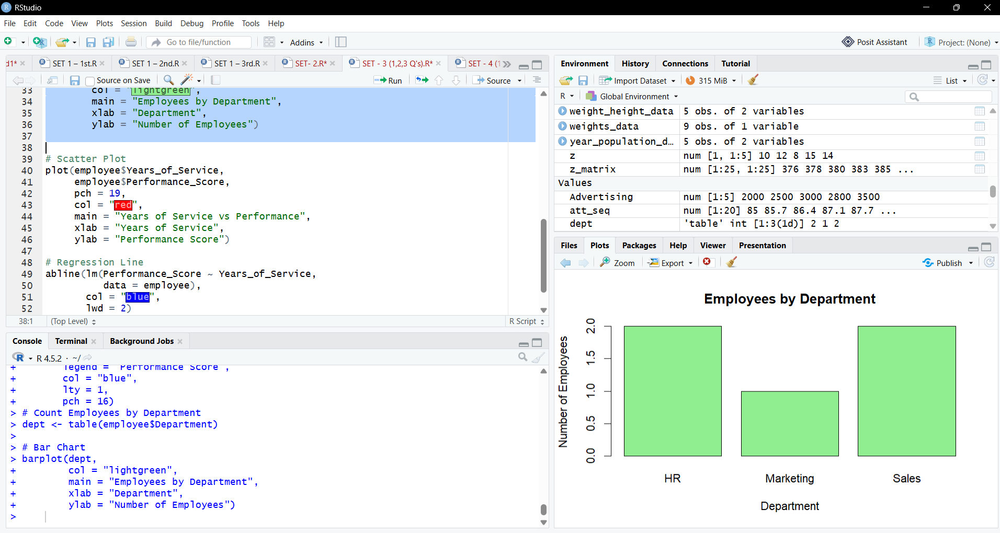 RStudio
File Edit Code View Plots Session Build Debug Profile Tools Help
Go to file/function Addins Posit Assistant Project: (None)
d1* SET 1 – 1st.R SET 1 – 2nd.R SET 1 – 3rd.R SET- 2.R* SET - 3 (1,2,3 Q's).R* SET - 4 (1
Source on Save Run Source
33 col = "lightgreen",
34 main = "Employees by Department",
35 xlab = "Department",
36 ylab = "Number of Employees")
37
38
39 # Scatter Plot
40 plot(employee$Years_of_Service,
41 employee$Performance_Score,
42 pch = 19,
43 col = "red",
44 main = "Years of Service vs Performance",
45 xlab = "Years of Service",
46 ylab = "Performance Score")
47
48 # Regression Line
49 abline(lm(Performance_Score ~ Years_of_Service,
50 data = employee),
51 col = "blue",
52 lwd = 2)
38:1 (Top Level) R Script
Console Terminal Background Jobs
R 4.5.2 · ~/
+ legend = "Performance Score",
+ col = "blue",
+ lty = 1,
+ pch = 16)
> # Count Employees by Department
> dept <- table(employee$Department)
>
> # Bar Chart
> barplot(dept,
+ col = "lightgreen",
+ main = "Employees by Department",
+ xlab = "Department",
+ ylab = "Number of Employees")
>
Environment History Connections Tutorial
Import Dataset 315 MiB List
R Global Environment
weight_height_data 5 obs. of 2 variables
weights_data 9 obs. of 1 variable
year_population_d… 5 obs. of 2 variables
z num [1, 1:5] 10 12 8 15 14
z_matrix num [1:25, 1:25] 376 378 380 383 385 ...
Values
Advertising num [1:5] 2000 2500 3000 2800 3500
att_seq num [1:20] 85 85.7 86.4 87.1 87.7 ...
dept 'table' int [1:3(1d)] 2 1 2
Files Plots Packages Help Viewer Presentation
Zoom Export Publish
Employees by Department
Number of Employees
2.0
1.5
1.0
0.5
0.0
HR Marketing Sales
Department